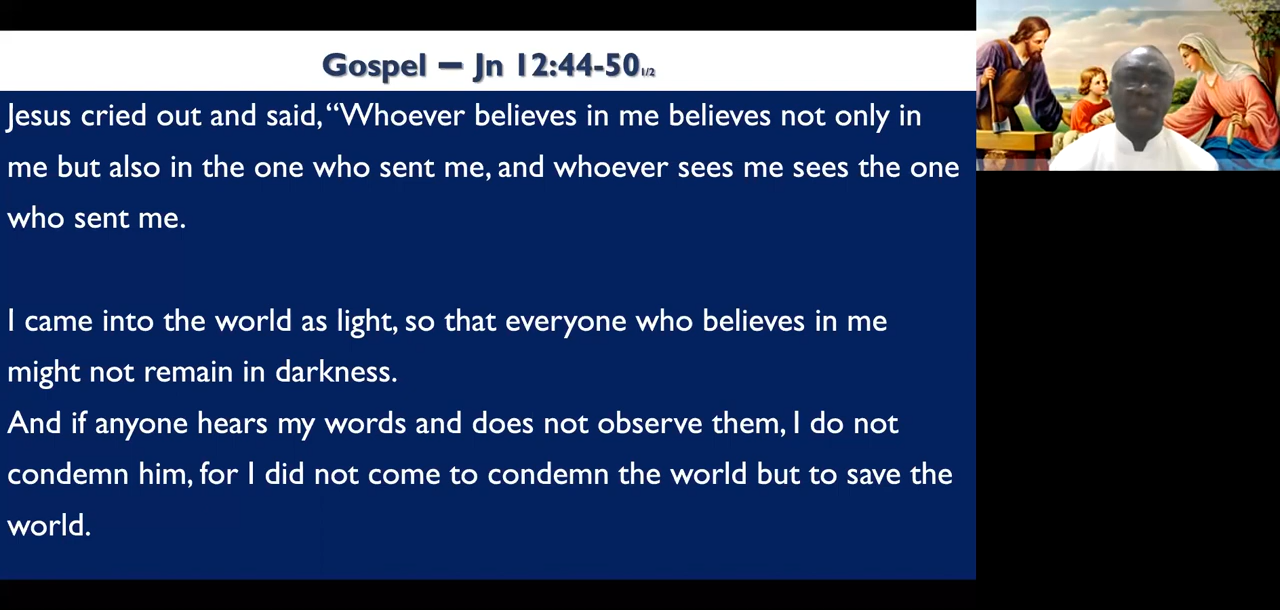 Gospel – Jn 12:44-50 1/2
Jesus cried out and said, “Whoever believes in me believes not only in
me but also in the one who sent me, and whoever sees me sees the one
who sent me.
I came into the world as light, so that everyone who believes in me
might not remain in darkness.
And if anyone hears my words and does not observe them, I do not
condemn him, for I did not come to condemn the world but to save the
world.